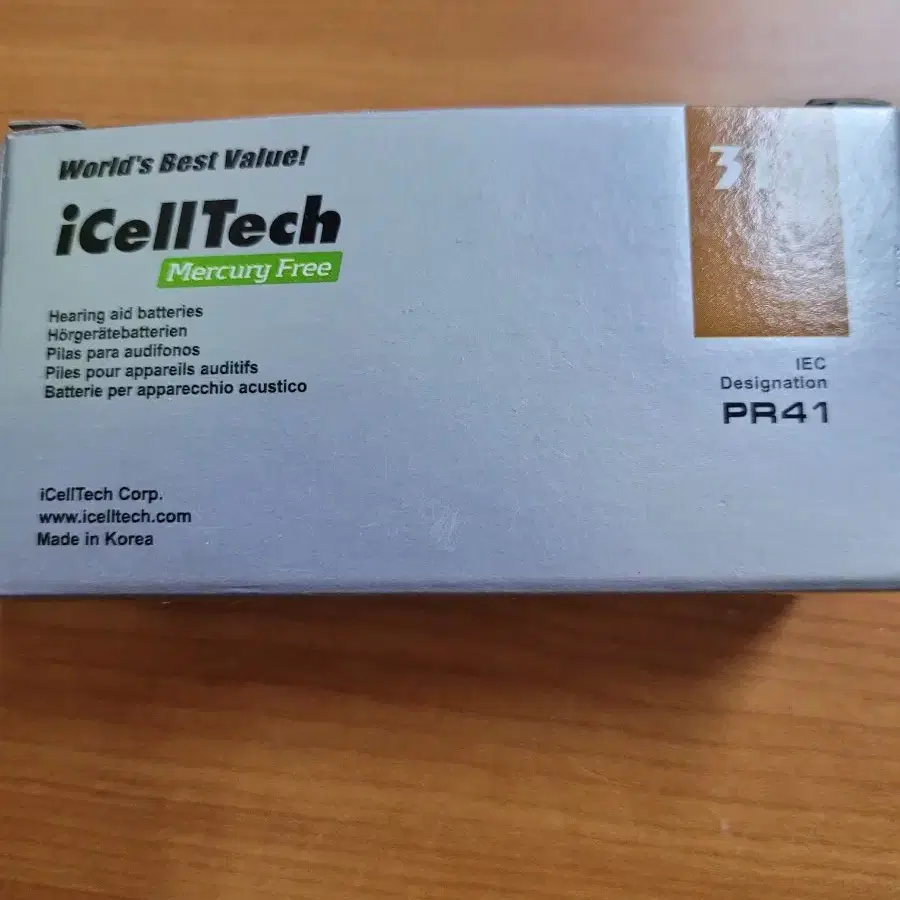 World's Best Value!
iCellTech
Mercury Free
Hearing aid batteries
Hörgerätebatterien
Pilas para audifonos
Piles pour appareils auditifs
Batterie per apparecchio acustico
iCellTech Corp.
www.icelltech.com
Made in Korea
IEC
Designation
PR41